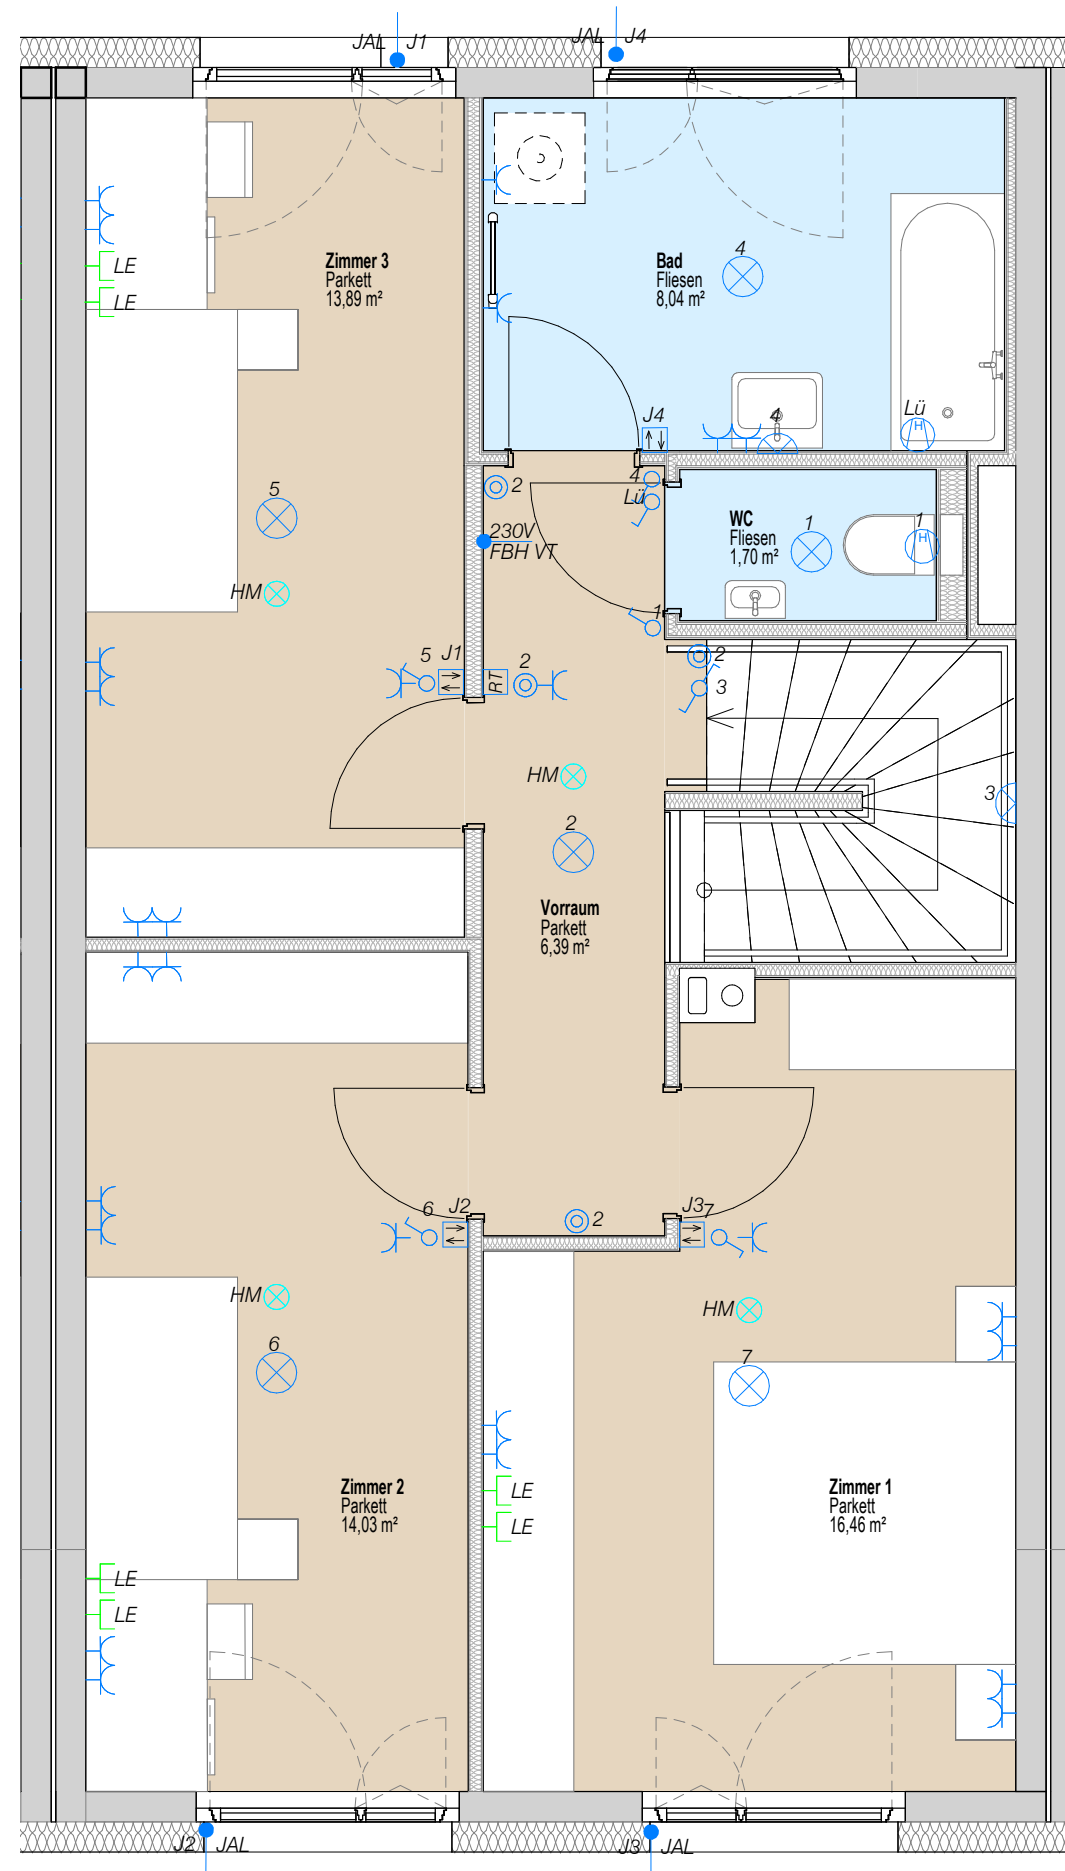 JAL J1
JAL J4
LE
LE
Zimmer 3
Parkett
13,89 m²
Bad
Fliesen
8,04 m²
4
J4
4
Lü
H
5
2
4
Lü
230V
FBH VT
WC
Fliesen
1,70 m²
1
1
H
HM
1
5 J1
RT
2
2
3
HM
3
2
Vorraum
Parkett
6,39 m²
6 J2
2
J3
7
HM
HM
6
7
Zimmer 2
Parkett
14,03 m²
LE
LE
Zimmer 1
Parkett
16,46 m²
LE
LE
J2 JAL
J3 JAL